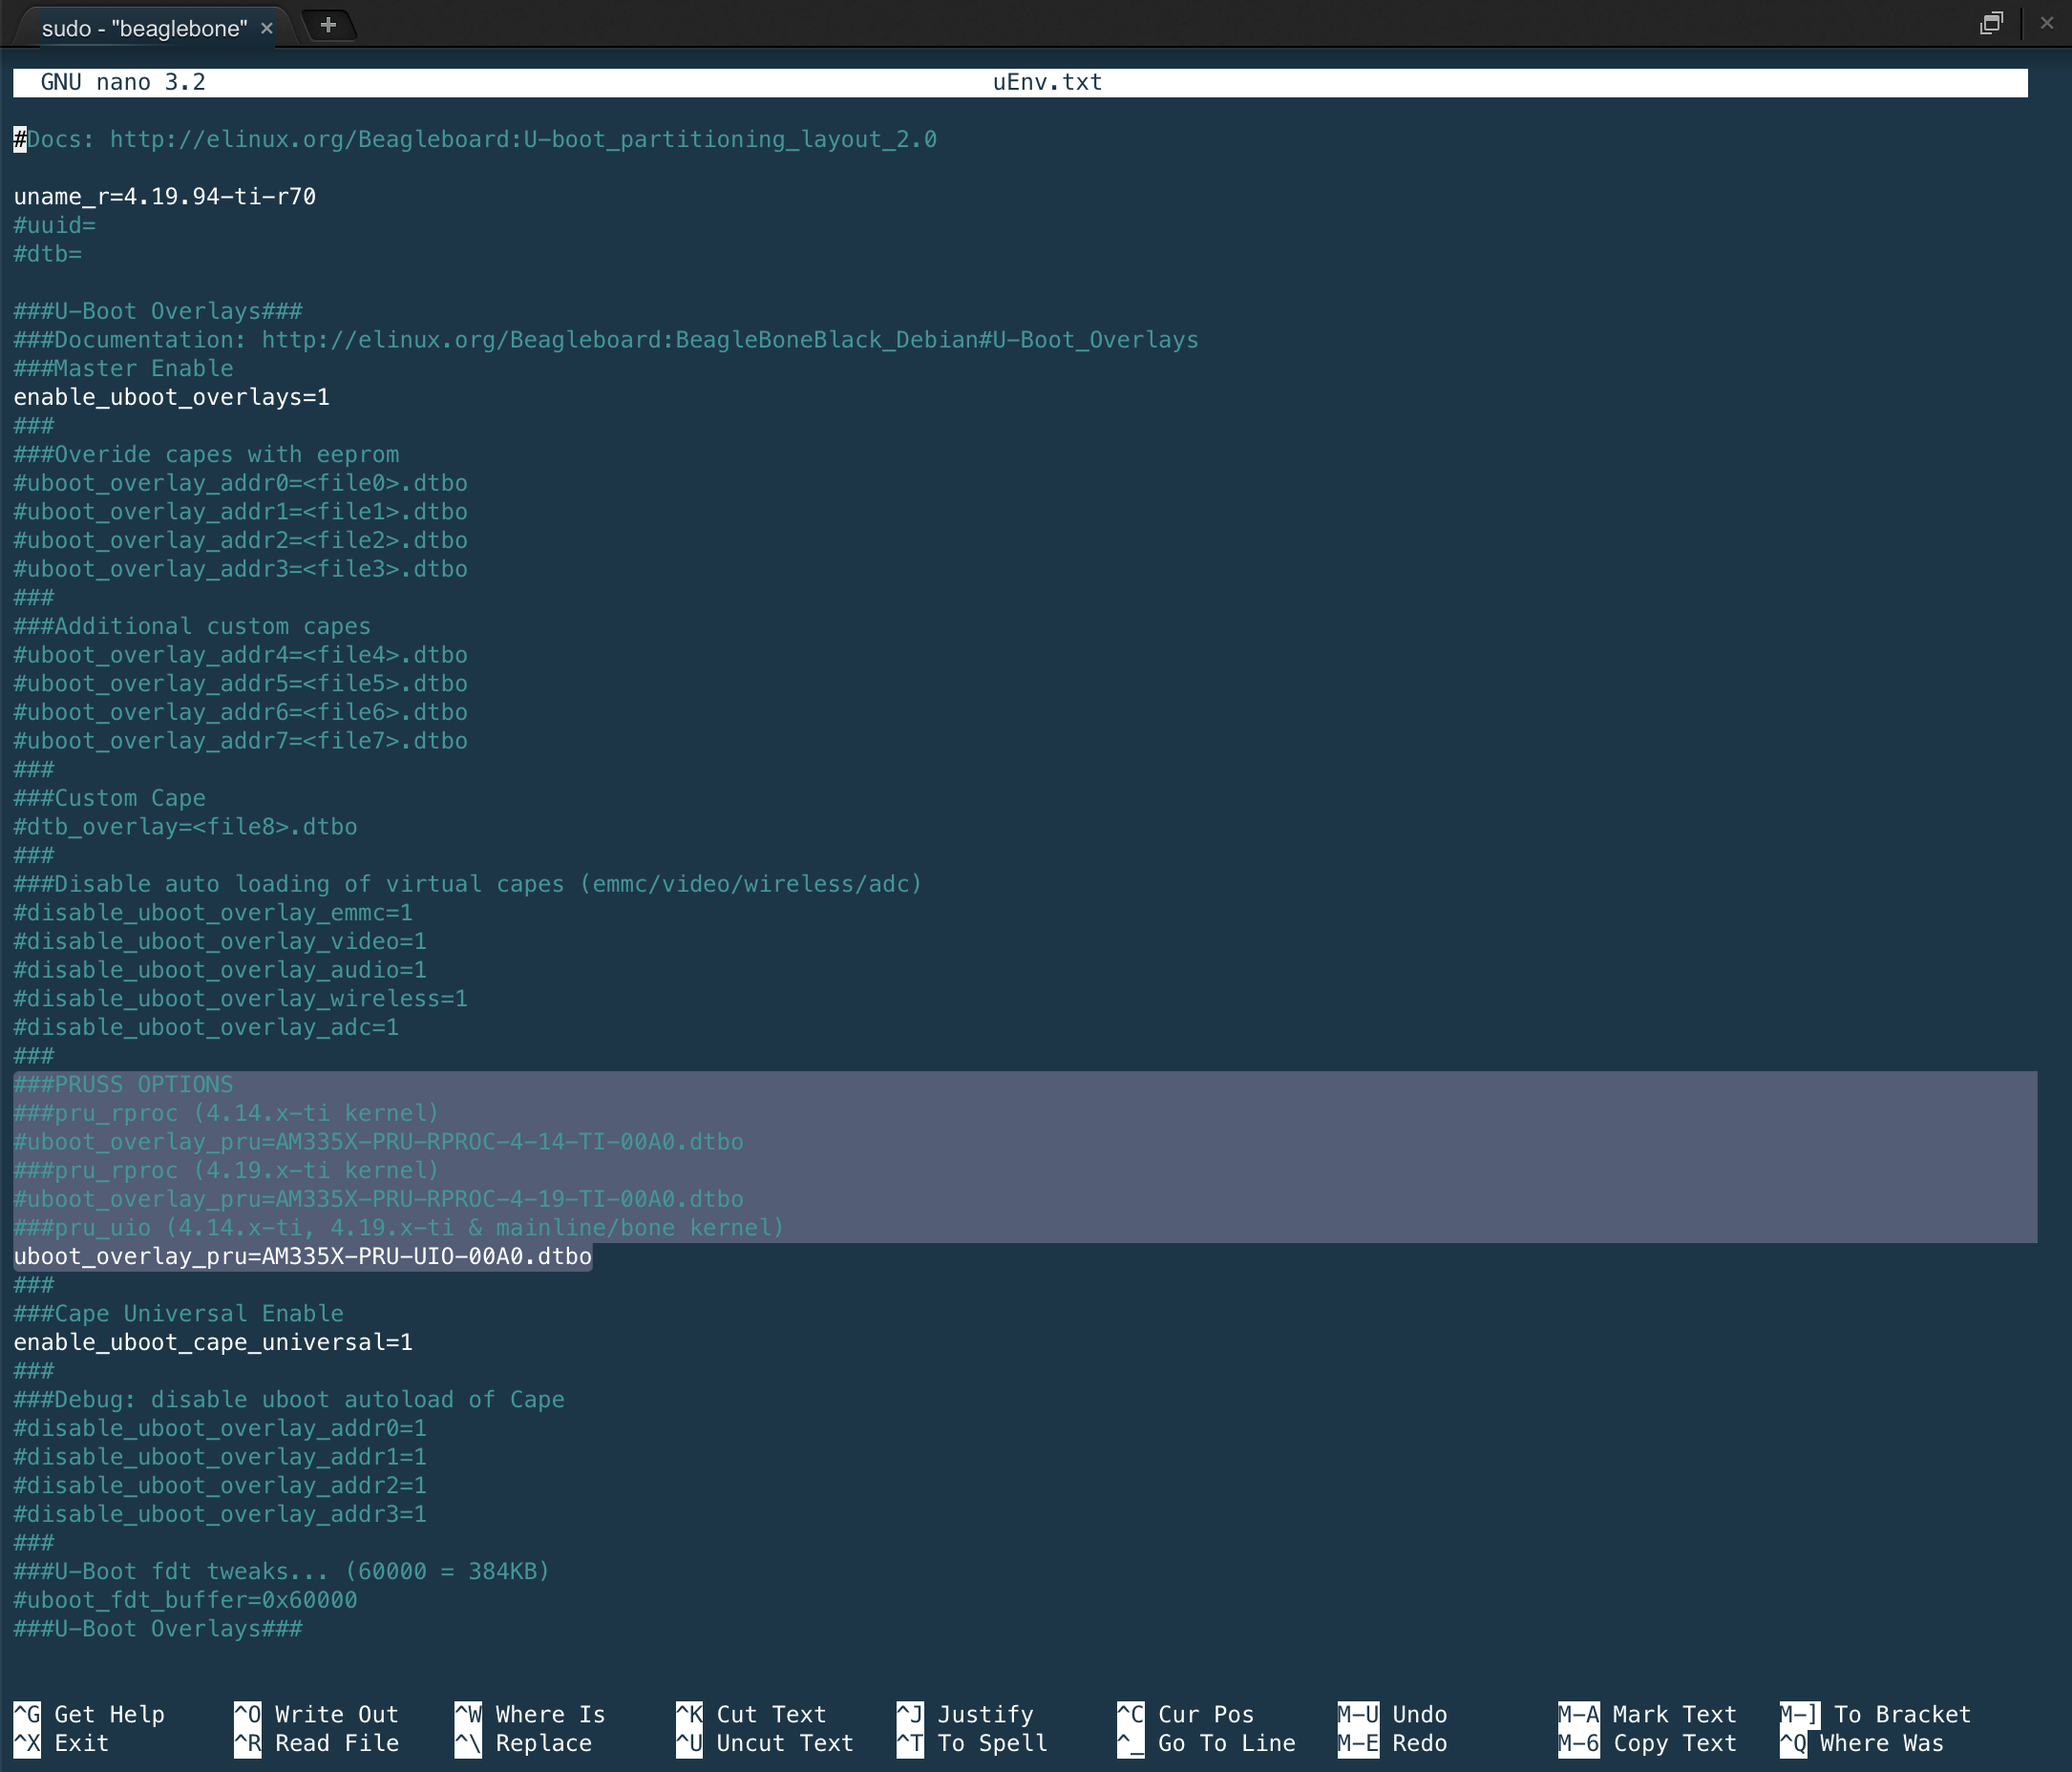 sudo - "beaglebone" × +
GNU nano 3.2 uEnv.txt
#Docs: http://elinux.org/Beagleboard:U-boot_partitioning_layout_2.0
uname_r=4.19.94-ti-r70
#uuid=
#dtb=
###U-Boot Overlays###
###Documentation: http://elinux.org/Beagleboard:BeagleBoneBlack_Debian#U-Boot_Overlays
###Master Enable
enable_uboot_overlays=1
###
###Overide capes with eeprom
#uboot_overlay_addr0=<file0>.dtbo
#uboot_overlay_addr1=<file1>.dtbo
#uboot_overlay_addr2=<file2>.dtbo
#uboot_overlay_addr3=<file3>.dtbo
###
###Additional custom capes
#uboot_overlay_addr4=<file4>.dtbo
#uboot_overlay_addr5=<file5>.dtbo
#uboot_overlay_addr6=<file6>.dtbo
#uboot_overlay_addr7=<file7>.dtbo
###
###Custom Cape
#dtb_overlay=<file8>.dtbo
###
###Disable auto loading of virtual capes (emmc/video/wireless/adc)
#disable_uboot_overlay_emmc=1
#disable_uboot_overlay_video=1
#disable_uboot_overlay_audio=1
#disable_uboot_overlay_wireless=1
#disable_uboot_overlay_adc=1
###
###PRUSS OPTIONS
###pru_rproc (4.14.x-ti kernel)
#uboot_overlay_pru=AM335X-PRU-RPROC-4-14-TI-00A0.dtbo
###pru_rproc (4.19.x-ti kernel)
#uboot_overlay_pru=AM335X-PRU-RPROC-4-19-TI-00A0.dtbo
###pru_uio (4.14.x-ti, 4.19.x-ti & mainline/bone kernel)
uboot_overlay_pru=AM335X-PRU-UIO-00A0.dtbo
###
###Cape Universal Enable
enable_uboot_cape_universal=1
###
###Debug: disable uboot autoload of Cape
#disable_uboot_overlay_addr0=1
#disable_uboot_overlay_addr1=1
#disable_uboot_overlay_addr2=1
#disable_uboot_overlay_addr3=1
###
###U-Boot fdt tweaks... (60000 = 384KB)
#uboot_fdt_buffer=0x60000
###U-Boot Overlays###
^G Get Help ^O Write Out ^W Where Is ^K Cut Text ^J Justify ^C Cur Pos M-U Undo M-A Mark Text M-] To Bracket
^X Exit ^R Read File ^\ Replace ^U Uncut Text ^T To Spell ^_ Go To Line M-E Redo M-6 Copy Text ^Q Where Was